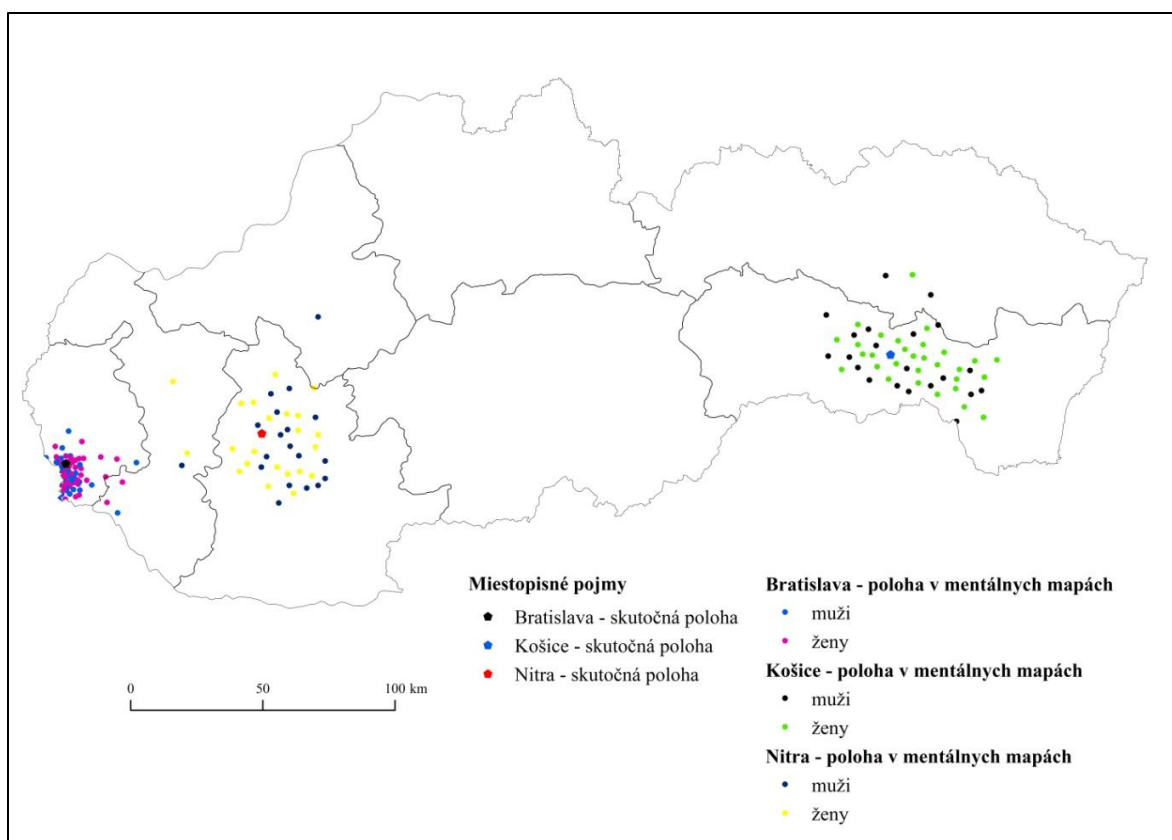 Miestopisné pojmy
Bratislava - skutočná poloha
Košice - skutočná poloha
Nitra - skutočná poloha
0 50 100 km
Bratislava - poloha v mentálnych mapách
muži
ženy
Košice - poloha v mentálnych mapách
muži
ženy
Nitra - poloha v mentálnych mapách
muži
ženy